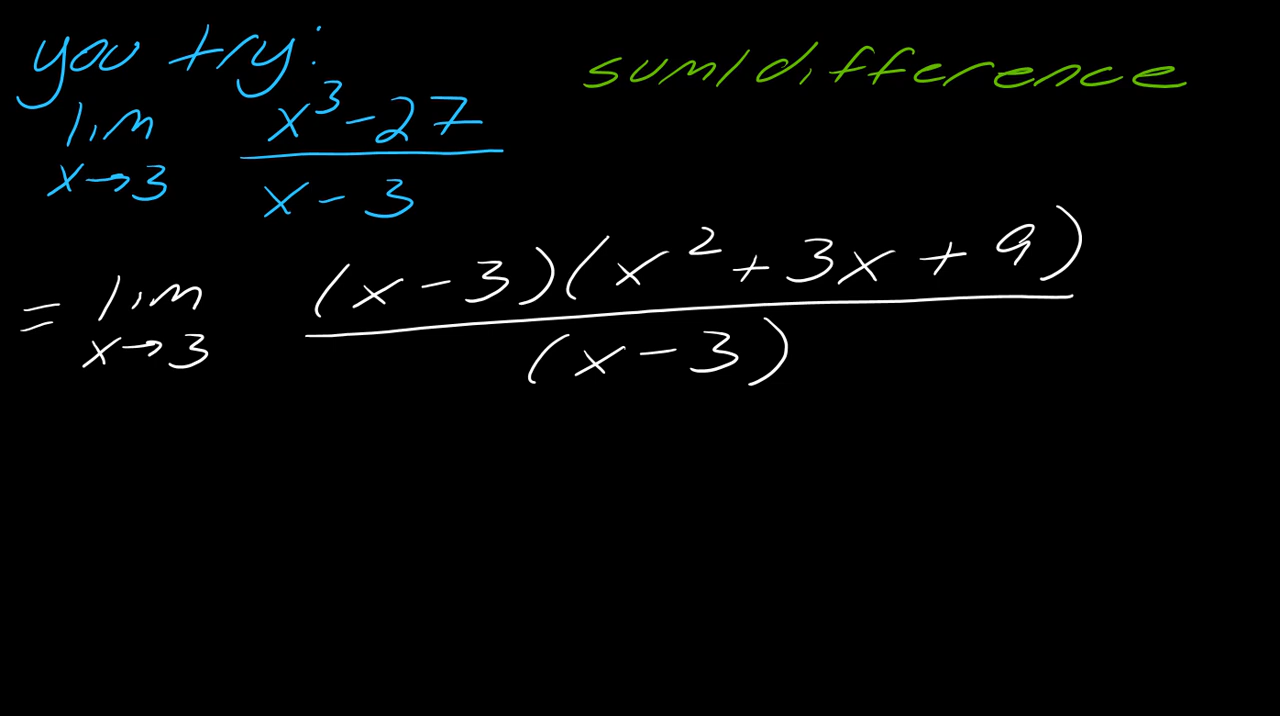 you try:
sum/difference
lim x→3 x³-27 / x-3
= lim x→3 (x-3)(x²+3x+9) / (x-3)